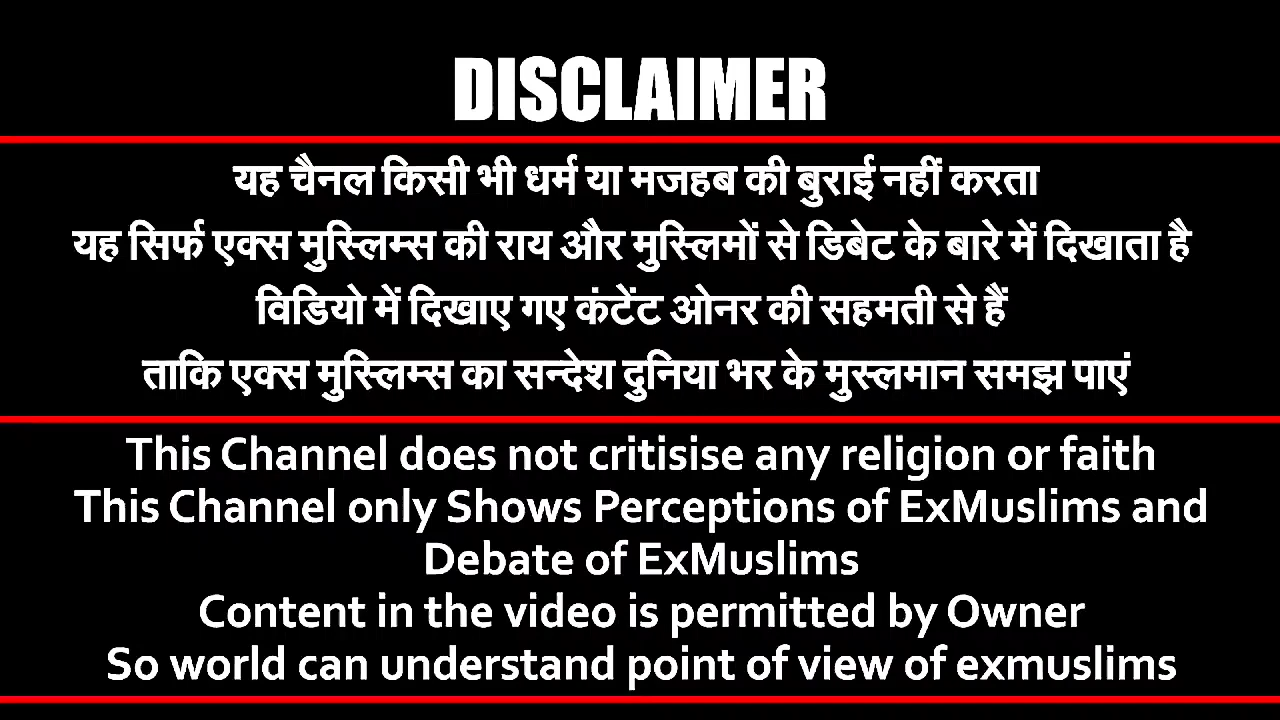 DISCLAIMER
यह चैनल किसी भी धर्म या मजहब की बुराई नहीं करता
यह सिर्फ एक्स मुस्लिम्स की राय और मुस्लिमों से डिबेट के बारे में दिखाता है
विडियो में दिखाए गए कंटेंट ओनर की सहमती से हैं
ताकि एक्स मुस्लिम्स का सन्देश दुनिया भर के मुस्लमान समझ पाएं
This Channel does not critisise any religion or faith
This Channel only Shows Perceptions of ExMuslims and
Debate of ExMuslims
Content in the video is permitted by Owner
So world can understand point of view of exmuslims